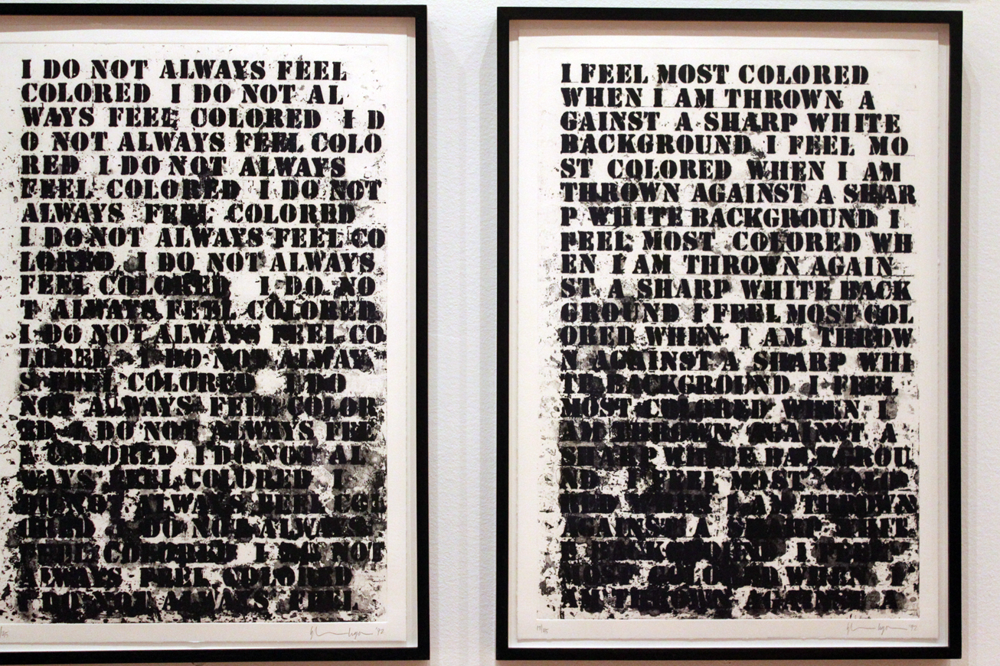 I DO NOT ALWAYS FEEL
COLORED I DO NOT AL
WAYS FEEL COLORED I D
O NOT ALWAYS FEEL COLO
RED I DO NOT ALWAYS
FEEL COLORED I DO NOT
ALWAYS FEEL COLORED
I DO NOT ALWAYS FEEL CO
LORED I DO NOT ALWAYS
FEEL COLORED I DO NO
T ALWAYS FEEL COLORED
I DO NOT ALWAYS FEEL CO
LORED I DO NOT ALWAY
S FEEL COLORED I DO
NOT ALWAYS FEEL COLOR
ED I DO NOT ALWAYS FEE
L COLORED I DO NOT AL
WAYS FEEL COLORED I
DO NOT ALWAYS FEEL COL
ORED I DO NOT ALWAYS
FEEL COLORED I DO NOT
ALWAYS FEEL COLORED
I DO NOT ALWAYS FEEL
I FEEL MOST COLORED
WHEN I AM THROWN A
GAINST A SHARP WHITE
BACKGROUND I FEEL MO
ST COLORED WHEN I AM
THROWN AGAINST A SHAR
P WHITE BACKGROUND I
FEEL MOST COLORED WH
EN I AM THROWN AGAIN
ST A SHARP WHITE BACK
GROUND I FEEL MOST COL
ORED WHEN I AM THROW
N AGAINST A SHARP WHI
TE BACKGROUND I FEEL
MOST COLORED WHEN I
AM THROWN AGAINST A
SHARP WHITE BACKGROU
ND I FEEL MOST COLO
RED WHEN I AM THROWN
AGAINST A SHARP WHIT
E BACKGROUND I FEEL
MOST COLORED WHEN I
AM THROWN AGAINST A